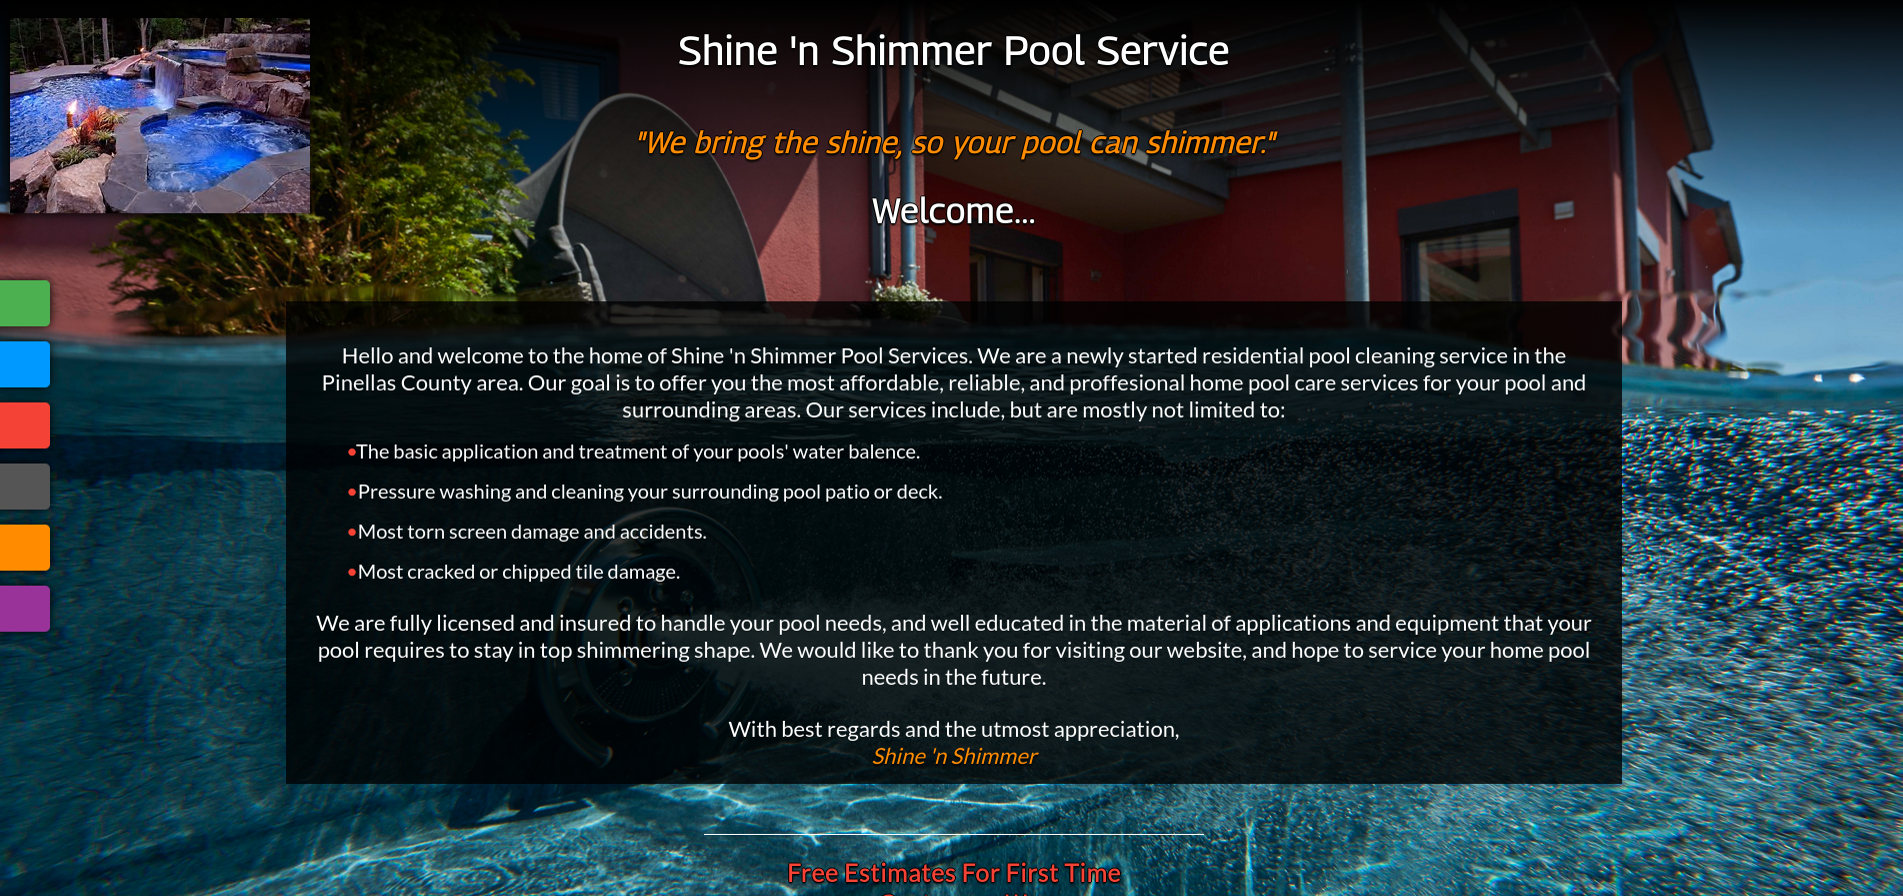 Shine 'n Shimmer Pool Service
"We bring the shine, so your pool can shimmer."
Welcome...
Hello and welcome to the home of Shine 'n Shimmer Pool Services. We are a newly started residential pool cleaning service in the
Pinellas County area. Our goal is to offer you the most affordable, reliable, and proffesional home pool care services for your pool and
surrounding areas. Our services include, but are mostly not limited to:
•The basic application and treatment of your pools' water balence.
•Pressure washing and cleaning your surrounding pool patio or deck.
•Most torn screen damage and accidents.
•Most cracked or chipped tile damage.
We are fully licensed and insured to handle your pool needs, and well educated in the material of applications and equipment that your
pool requires to stay in top shimmering shape. We would like to thank you for visiting our website, and hope to service your home pool
needs in the future.
With best regards and the utmost appreciation,
Shine 'n Shimmer
Free Estimates For First Time